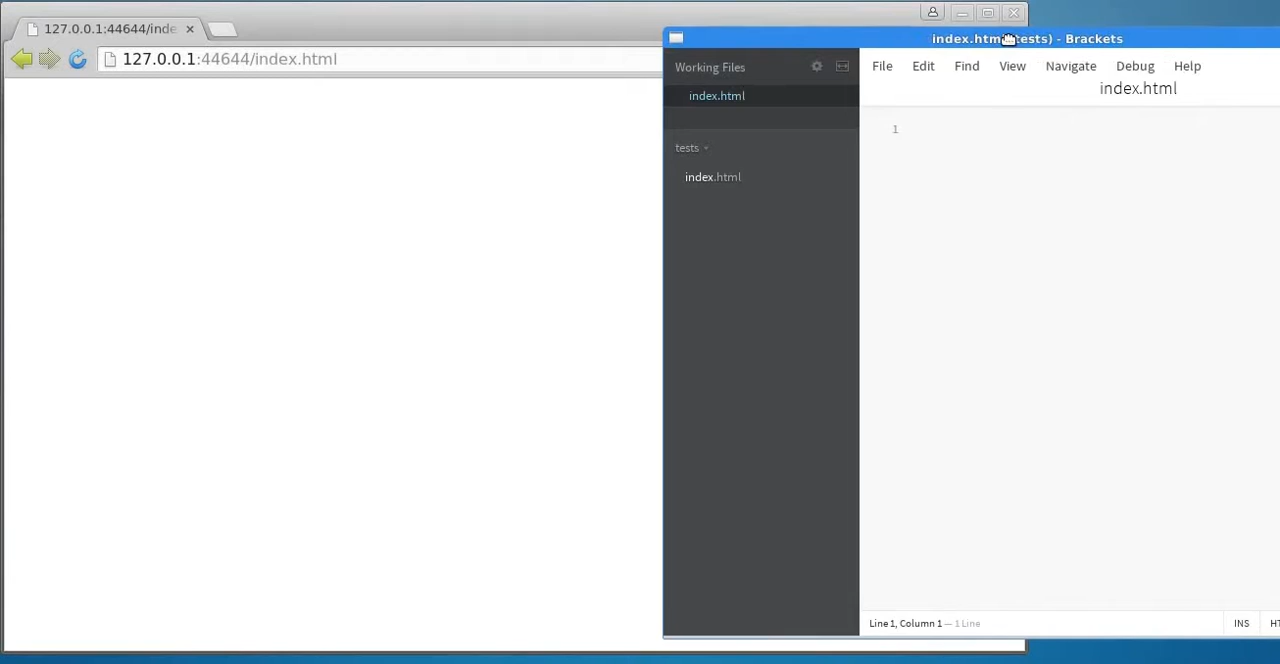 127.0.0.1:44644/inde
127.0.0.1:44644/index.html
index.htm tests) - Brackets
Working Files
index.html
tests
index.html
File Edit Find View Navigate Debug Help
index.html
1
Line 1, Column 1 — 1 Line
INS
HT